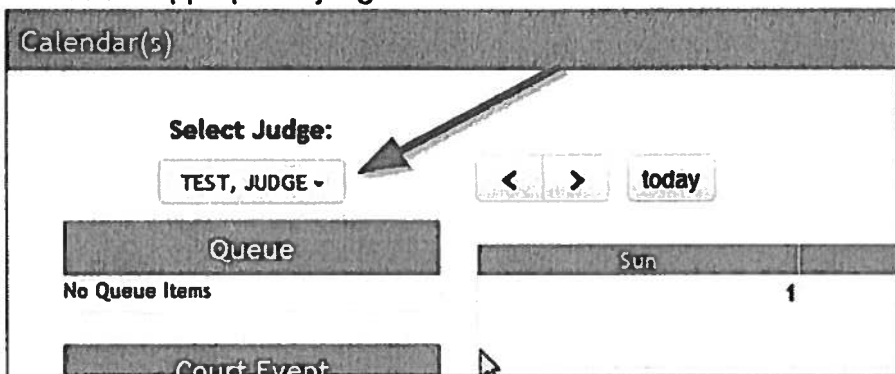 Calendar(s)
Select Judge:
TEST, JUDGE
< > today
Queue
Sun
No Queue Items
1
Court Event